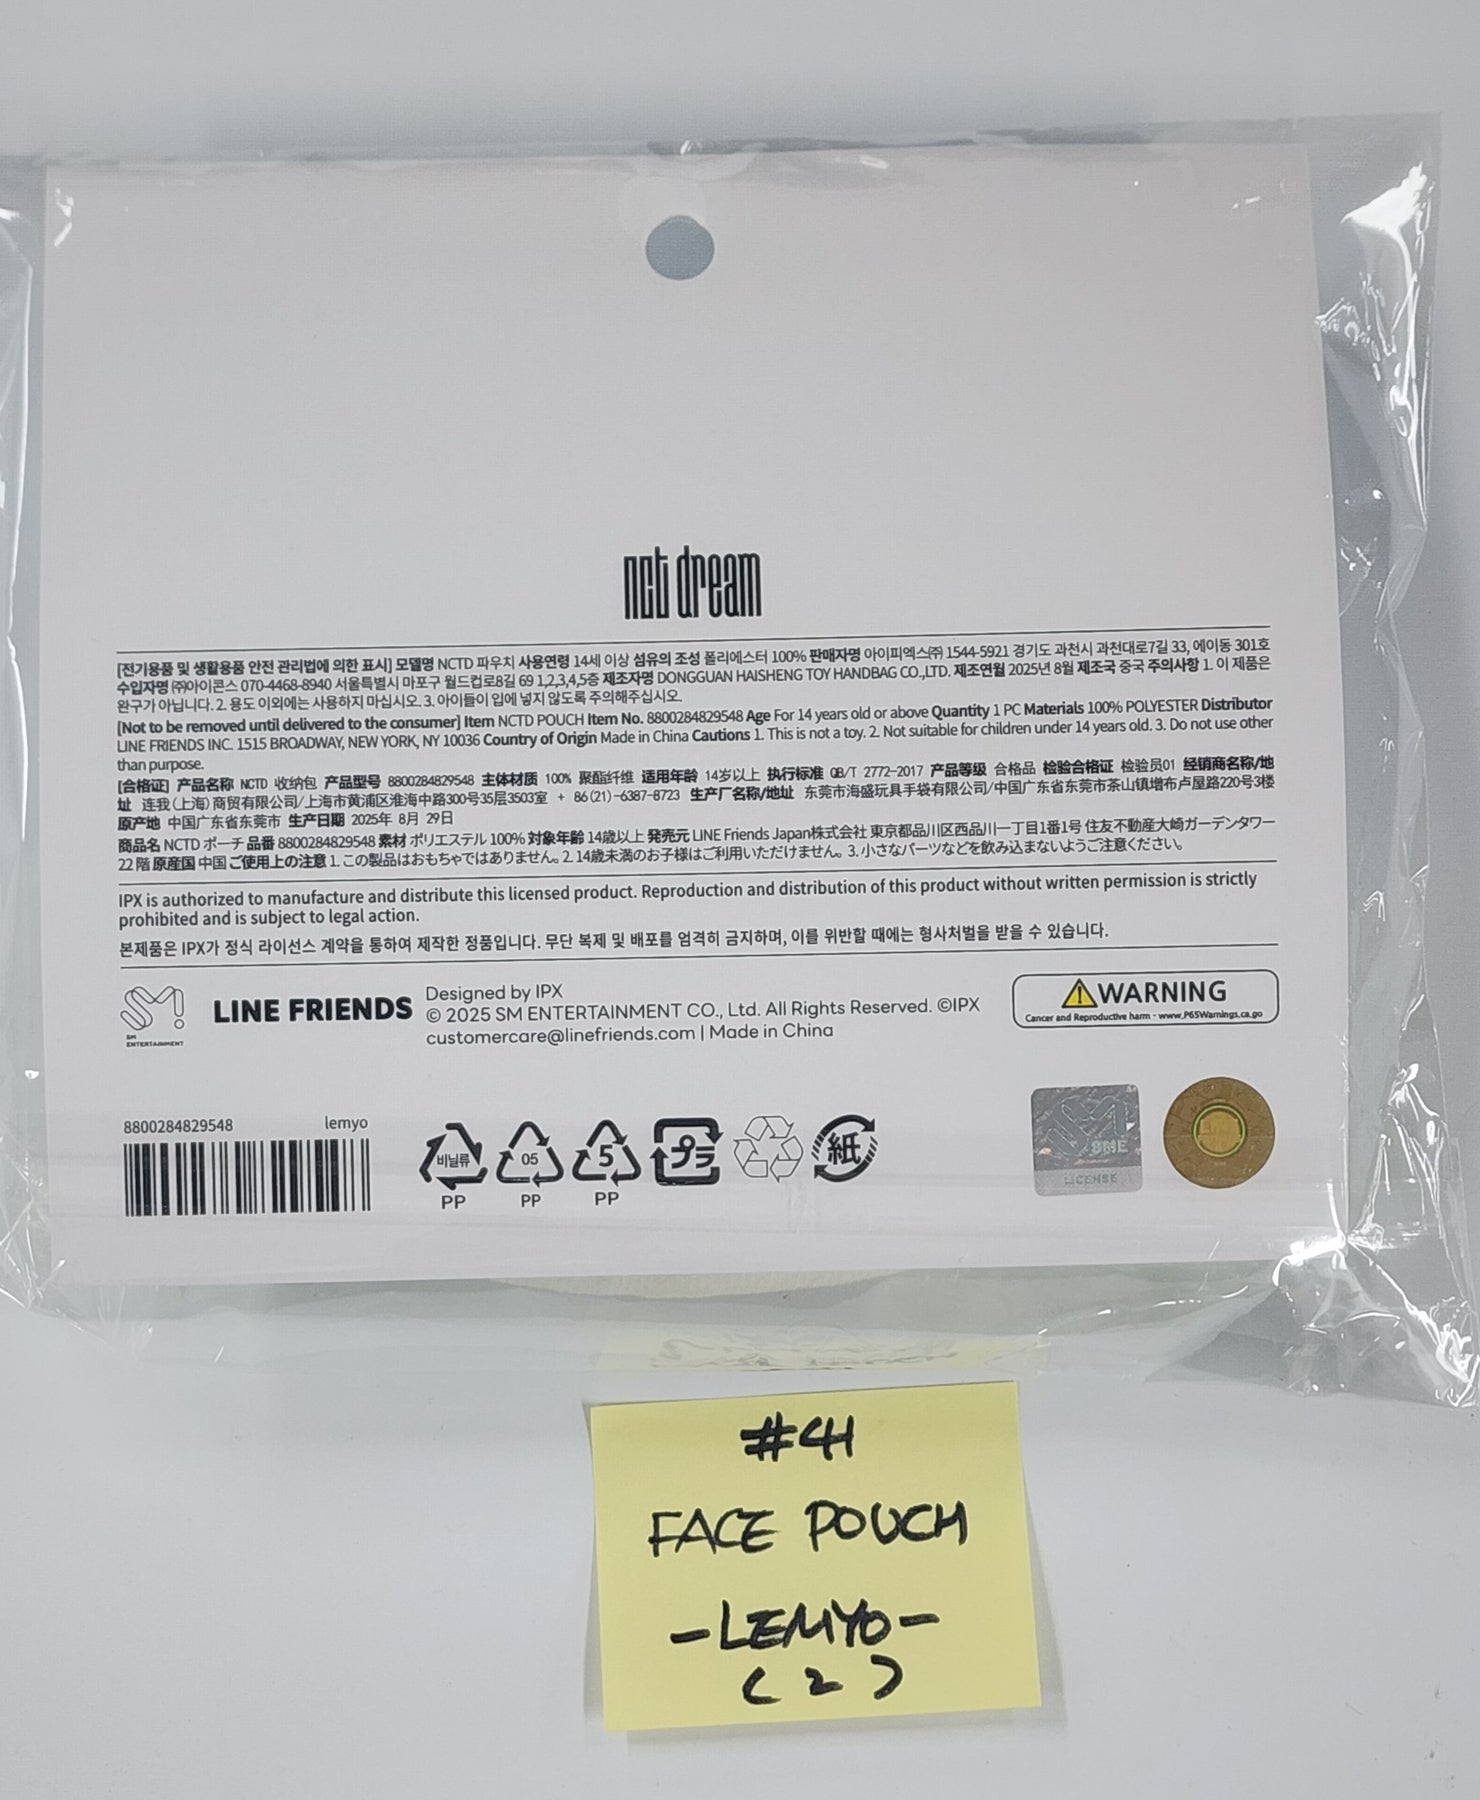 nct dream
[전기용품 및 생활용품 안전 관리법에 의한 표시] 모델명 NCTD 파우치 사용연령 14세 이상 섬유의 조성 폴리에스터 100% 판매자명 아이피엑스㈜ 1544-5921 경기도 과천시 과천대로7길 33, 에이동 301호
수입자명 ㈜아이콘스 070-4468-8940 서울특별시 마포구 월드컵로8길 69 1,2,3,4,5층 제조자명 DONGGUAN HAISHENG TOY HANDBAG CO.,LTD. 제조연월 2025년 8월 제조국 중국 주의사항 1. 이 제품은
완구가 아닙니다. 2. 용도 이외에는 사용하지 마십시오. 3. 아이들이 입에 넣지 않도록 주의해주십시오.
[Not to be removed until delivered to the consumer] Item NCTD POUCH Item No. 8800284829548 Age For 14 years old or above Quantity 1 PC Materials 100% POLYESTER Distributor
LINE FRIENDS INC. 1515 BROADWAY, NEW YORK, NY 10036 Country of Origin Made in China Cautions 1. This is not a toy. 2. Not suitable for children under 14 years old. 3. Do not use other
than purpose.
[合格证] 产品名称 NCTD 收纳包 产品型号 8800284829548 主体材质 100% 聚酯纤维 适用年龄 14岁以上 执行标准 QB/T 2772-2017 产品等级 合格品 检验合格证 检验员01 经销商名称/地
址 连我(上海)商贸有限公司/上海市黄浦区淮海中路300号35层3503室 + 86(21)-6387-8723 生产厂名称/地址 东莞市海盛玩具手袋有限公司/中国广东省东莞市茶山镇增布卢屋路220号3楼
原产地 中国广东省东莞市 生产日期 2025年 8月 29日
商品名 NCTD ポーチ 品番 8800284829548 素材 ポリエステル 100% 対象年齢 14歳以上 発売元 LINE Friends Japan株式会社 東京都品川区西品川一丁目1番1号 住友不動産大崎ガーデンタワー
22 階 原産国 中国 ご使用上の注意 1. この製品はおもちゃではありません。2. 14歳未満のお子様はご利用いただけません。3. 小さなパーツなどを飲み込まないようご注意ください。
IPX is authorized to manufacture and distribute this licensed product. Reproduction and distribution of this product without written permission is strictly
prohibited and is subject to legal action.
본제품은 IPX가 정식 라이선스 계약을 통하여 제작한 정품입니다. 무단 복제 및 배포를 엄격히 금지하며, 이를 위반할 때에는 형사처벌을 받을 수 있습니다.
SM ENTERTAINMENT
LINE FRIENDS
Designed by IPX
© 2025 SM ENTERTAINMENT CO., Ltd. All Rights Reserved. ©IPX
customercare@linefriends.com | Made in China
WARNING
Cancer and Reproductive harm - www.P65Warnings.ca.go
8800284829548 lemyo
비닐류 PP
05 PP
5 PP
プラ
紙
SME
LICENSE
#41
FACE POUCH
-LEMYO-
(2)